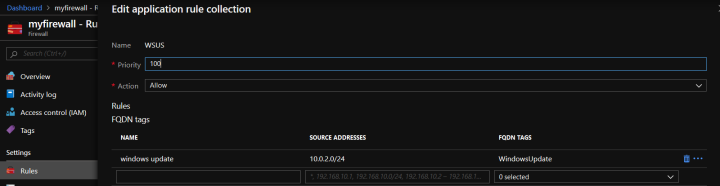 Dashboard > myfirewall - Ru
myfirewall - Ru
Firewall
Search (Ctrl+/)
Overview
Activity log
Access control (IAM)
Tags
Settings
Rules
Edit application rule collection
Name WSUS
* Priority 100
* Action Allow
Rules
FQDN tags
NAME SOURCE ADDRESSES FQDN TAGS
windows update 10.0.2.0/24 WindowsUpdate
*, 192.168.10.1, 192.168.10.0/24, 192.168.10.2 – 192.168.1...
0 selected